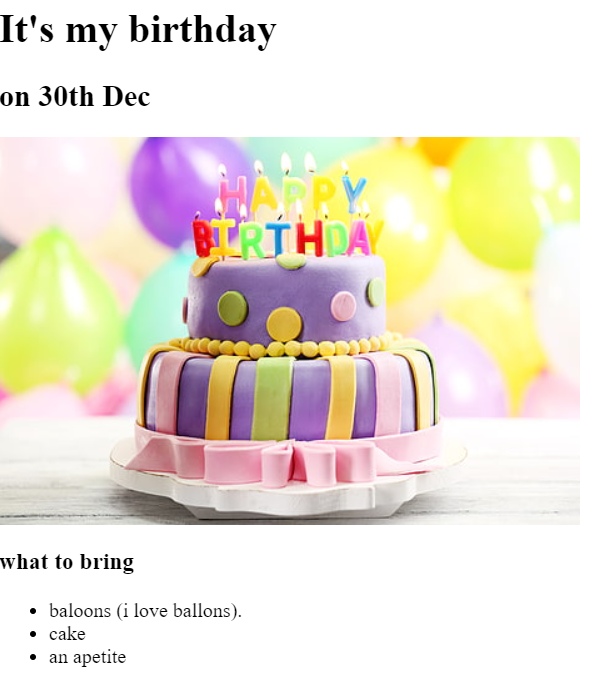 It's my birthday
on 30th Dec
HAPPY
BIRTHDAY
what to bring
baloons (i love ballons).
cake
an apetite